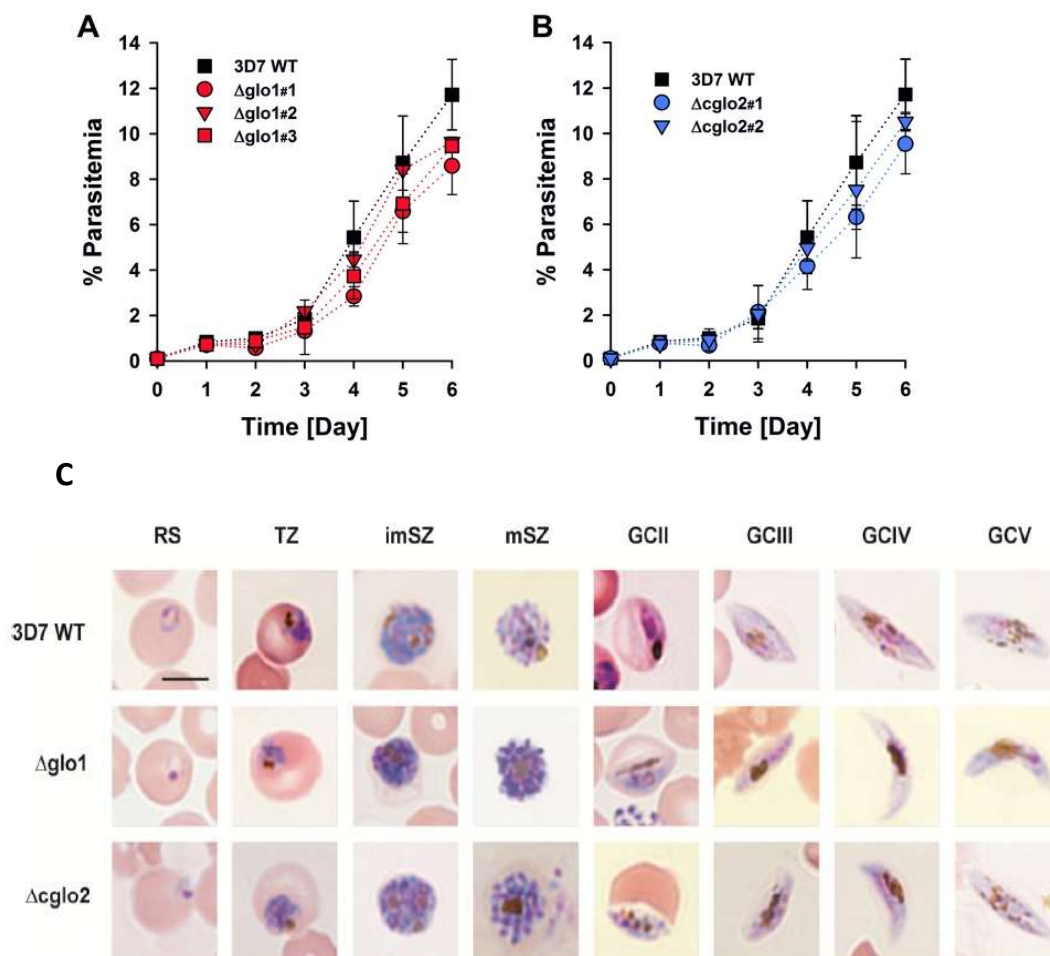 A
% Parasitemia
14
12
10
8
6
4
2
0
3D7 WT
Δglo1#1
Δglo1#2
Δglo1#3
0 1 2 3 4 5 6
Time [Day]
B
% Parasitemia
14
12
10
8
6
4
2
0
3D7 WT
Δcglo2#1
Δcglo2#2
0 1 2 3 4 5 6
Time [Day]
C
RS TZ imSZ mSZ GCII GCIII GCIV GCV
3D7 WT
Δglo1
Δcglo2